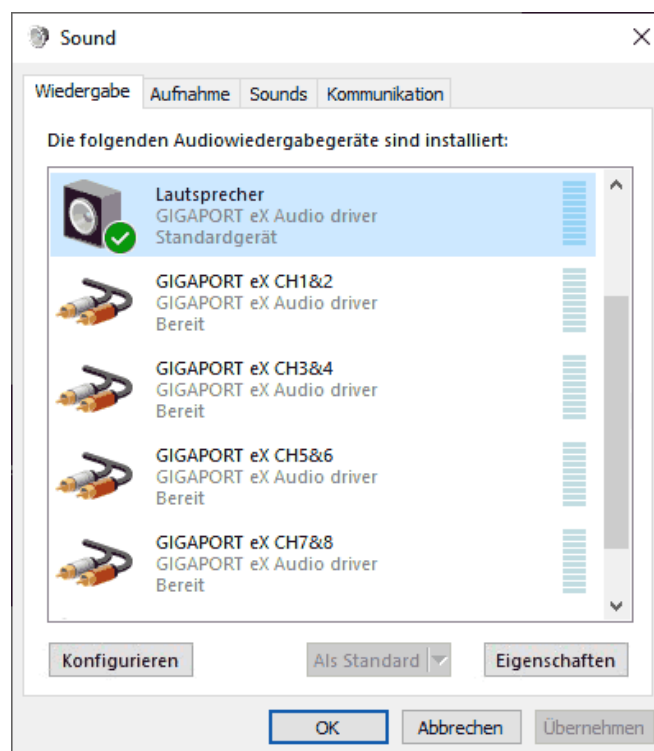 Sound
Wiedergabe Aufnahme Sounds Kommunikation
Die folgenden Audiowiedergabegeräte sind installiert:
Lautsprecher
GIGAPORT eX Audio driver
Standardgerät
GIGAPORT eX CH1&2
GIGAPORT eX Audio driver
Bereit
GIGAPORT eX CH3&4
GIGAPORT eX Audio driver
Bereit
GIGAPORT eX CH5&6
GIGAPORT eX Audio driver
Bereit
GIGAPORT eX CH7&8
GIGAPORT eX Audio driver
Bereit
Konfigurieren Als Standard Eigenschaften
OK Abbrechen Übernehmen